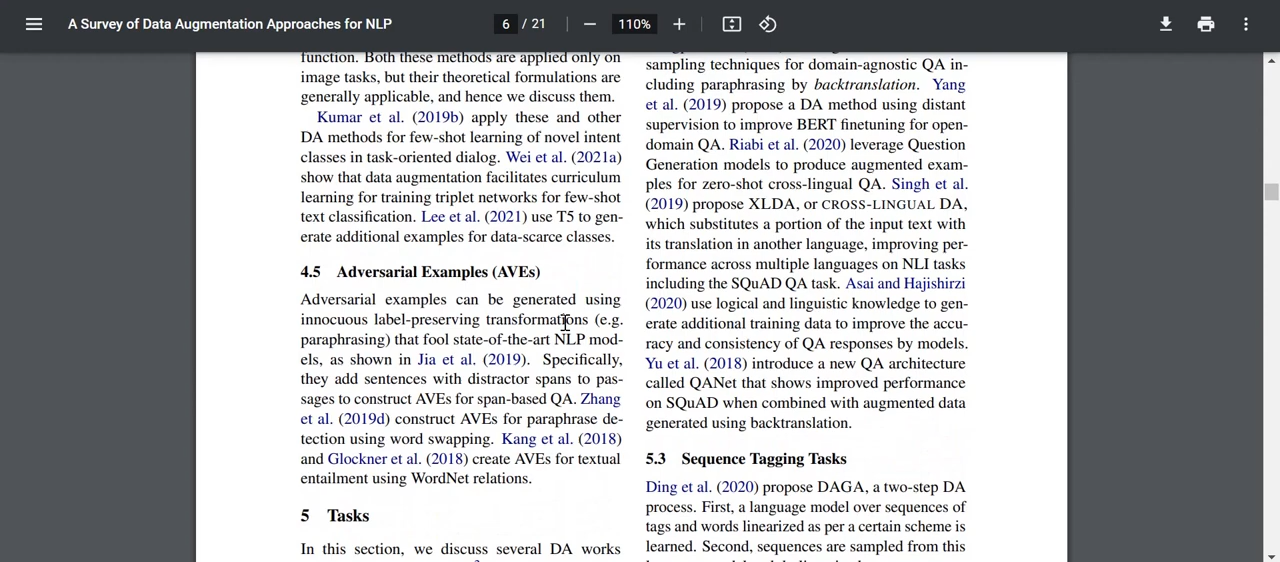 A Survey of Data Augmentation Approaches for NLP
6 / 21
110%
function. Both these methods are applied only on
image tasks, but their theoretical formulations are
generally applicable, and hence we discuss them.
Kumar et al. (2019b) apply these and other
DA methods for few-shot learning of novel intent
classes in task-oriented dialog. Wei et al. (2021a)
show that data augmentation facilitates curriculum
learning for training triplet networks for few-shot
text classification. Lee et al. (2021) use T5 to gen-
erate additional examples for data-scarce classes.
4.5 Adversarial Examples (AVEs)
Adversarial examples can be generated using
innocuous label-preserving transformations (e.g.
paraphrasing) that fool state-of-the-art NLP mod-
els, as shown in Jia et al. (2019). Specifically,
they add sentences with distractor spans to pas-
sages to construct AVEs for span-based QA. Zhang
et al. (2019d) construct AVEs for paraphrase de-
tection using word swapping. Kang et al. (2018)
and Glockner et al. (2018) create AVEs for textual
entailment using WordNet relations.
5 Tasks
In this section, we discuss several DA works
sampling techniques for domain-agnostic QA in-
cluding paraphrasing by backtranslation. Yang
et al. (2019) propose a DA method using distant
supervision to improve BERT finetuning for open-
domain QA. Riabi et al. (2020) leverage Question
Generation models to produce augmented exam-
ples for zero-shot cross-lingual QA. Singh et al.
(2019) propose XLDA, or CROSS-LINGUAL DA,
which substitutes a portion of the input text with
its translation in another language, improving per-
formance across multiple languages on NLI tasks
including the SQuAD QA task. Asai and Hajishirzi
(2020) use logical and linguistic knowledge to gen-
erate additional training data to improve the accu-
racy and consistency of QA responses by models.
Yu et al. (2018) introduce a new QA architecture
called QANet that shows improved performance
on SQuAD when combined with augmented data
generated using backtranslation.
5.3 Sequence Tagging Tasks
Ding et al. (2020) propose DAGA, a two-step DA
process. First, a language model over sequences of
tags and words linearized as per a certain scheme is
learned. Second, sequences are sampled from this